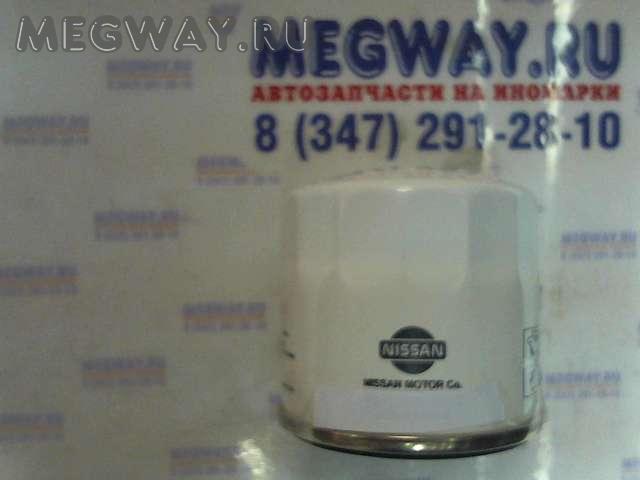 MEGWAY.RU
MEGWAY.RU
АВТОЗАПЧАСТИ НА ИНОМАРКИ
8 (347) 291-28-10
NISSAN
NISSAN MOTOR Co.